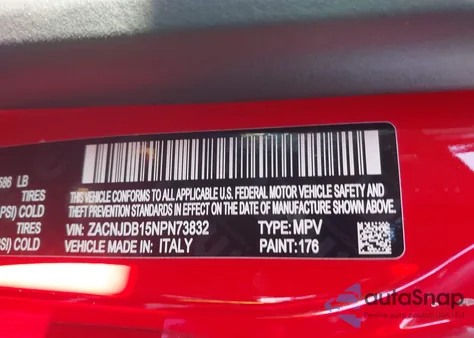 586 LB
TIRES
PSI) COLD
TIRES
PSI) COLD
THIS VEHICLE CONFORMS TO ALL APPLICABLE U.S. FEDERAL MOTOR VEHICLE SAFETY AND
THEFT PREVENTION STANDARDS IN EFFECT ON THE DATE OF MANUFACTURE SHOWN ABOVE.
VIN: ZACNJDB15NPN73832 TYPE: MPV
VEHICLE MADE IN: ITALY PAINT: 176
autoSnap